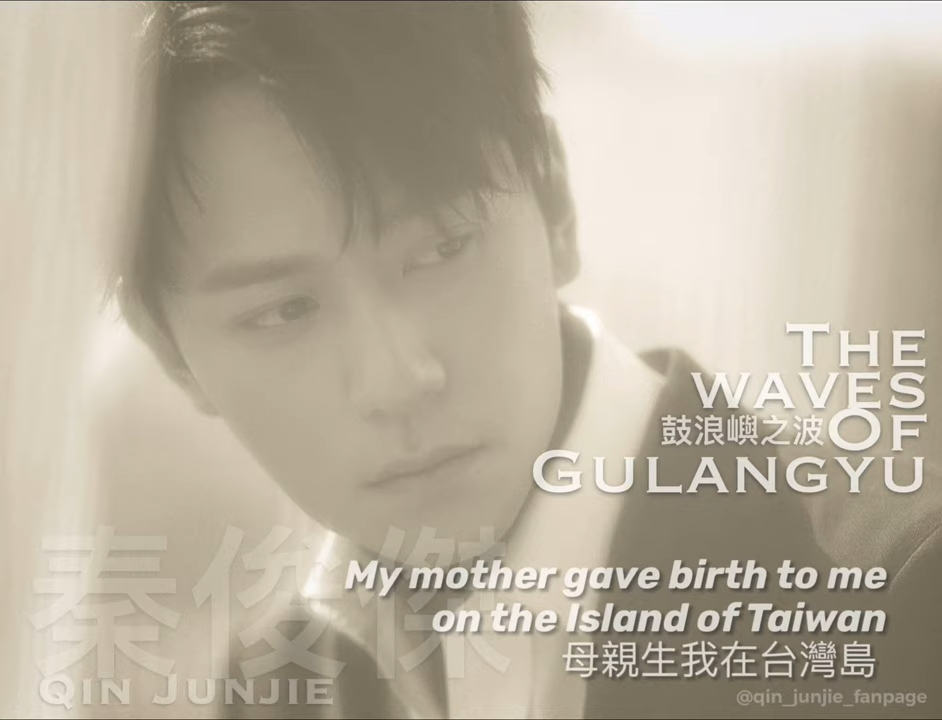 THE
WAVES
鼓浪嶼之波 OF
GULANGYU
秦俊傑
QIN JUNJIE
My mother gave birth to me
on the Island of Taiwan
母親生我在台灣島
@qin_junjie_fanpage